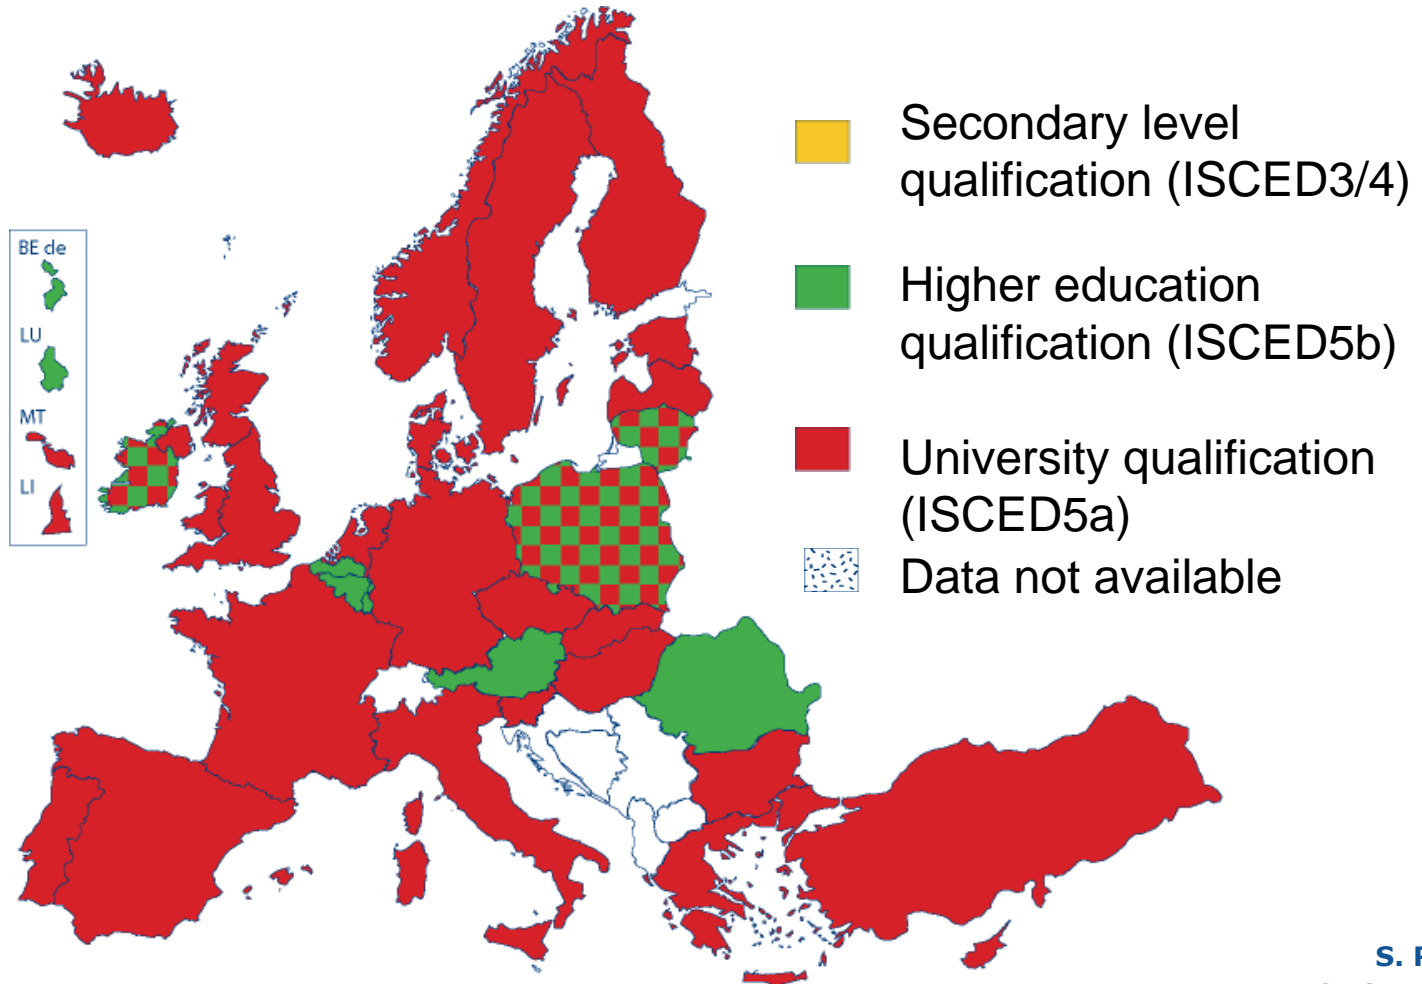 Secondary level
qualification (ISCED3/4)
BE de
LU
MT
LI
Higher education
qualification (ISCED5b)
University qualification
(ISCED5a)
Data not available
S.